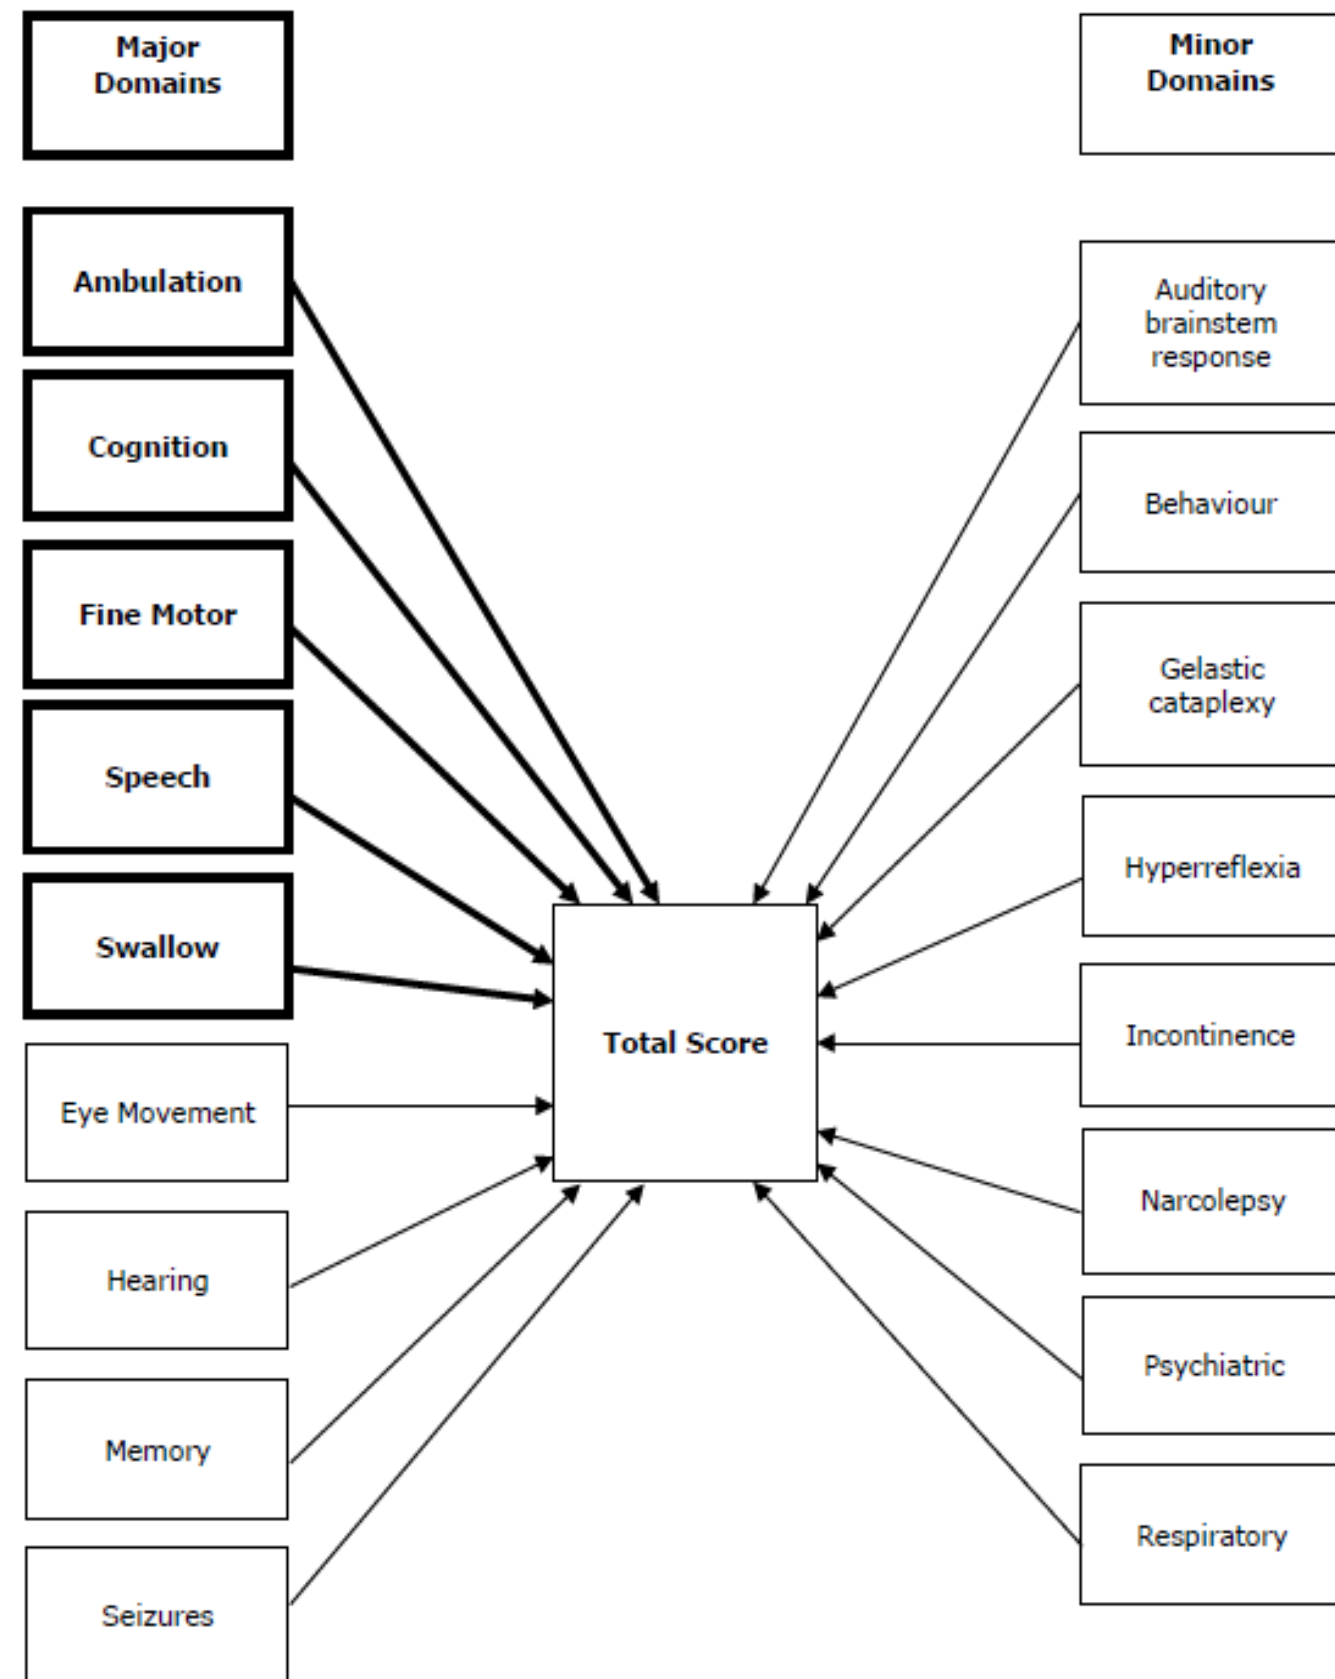 Major
Domains
Minor
Domains
Ambulation
Cognition
Fine Motor
Speech
Swallow
Eye Movement
Hearing
Memory
Seizures
Total Score
Auditory
brainstem
response
Behaviour
Gelastic
cataplexy
Hyperreflexia
Incontinence
Narcolepsy
Psychiatric
Respiratory